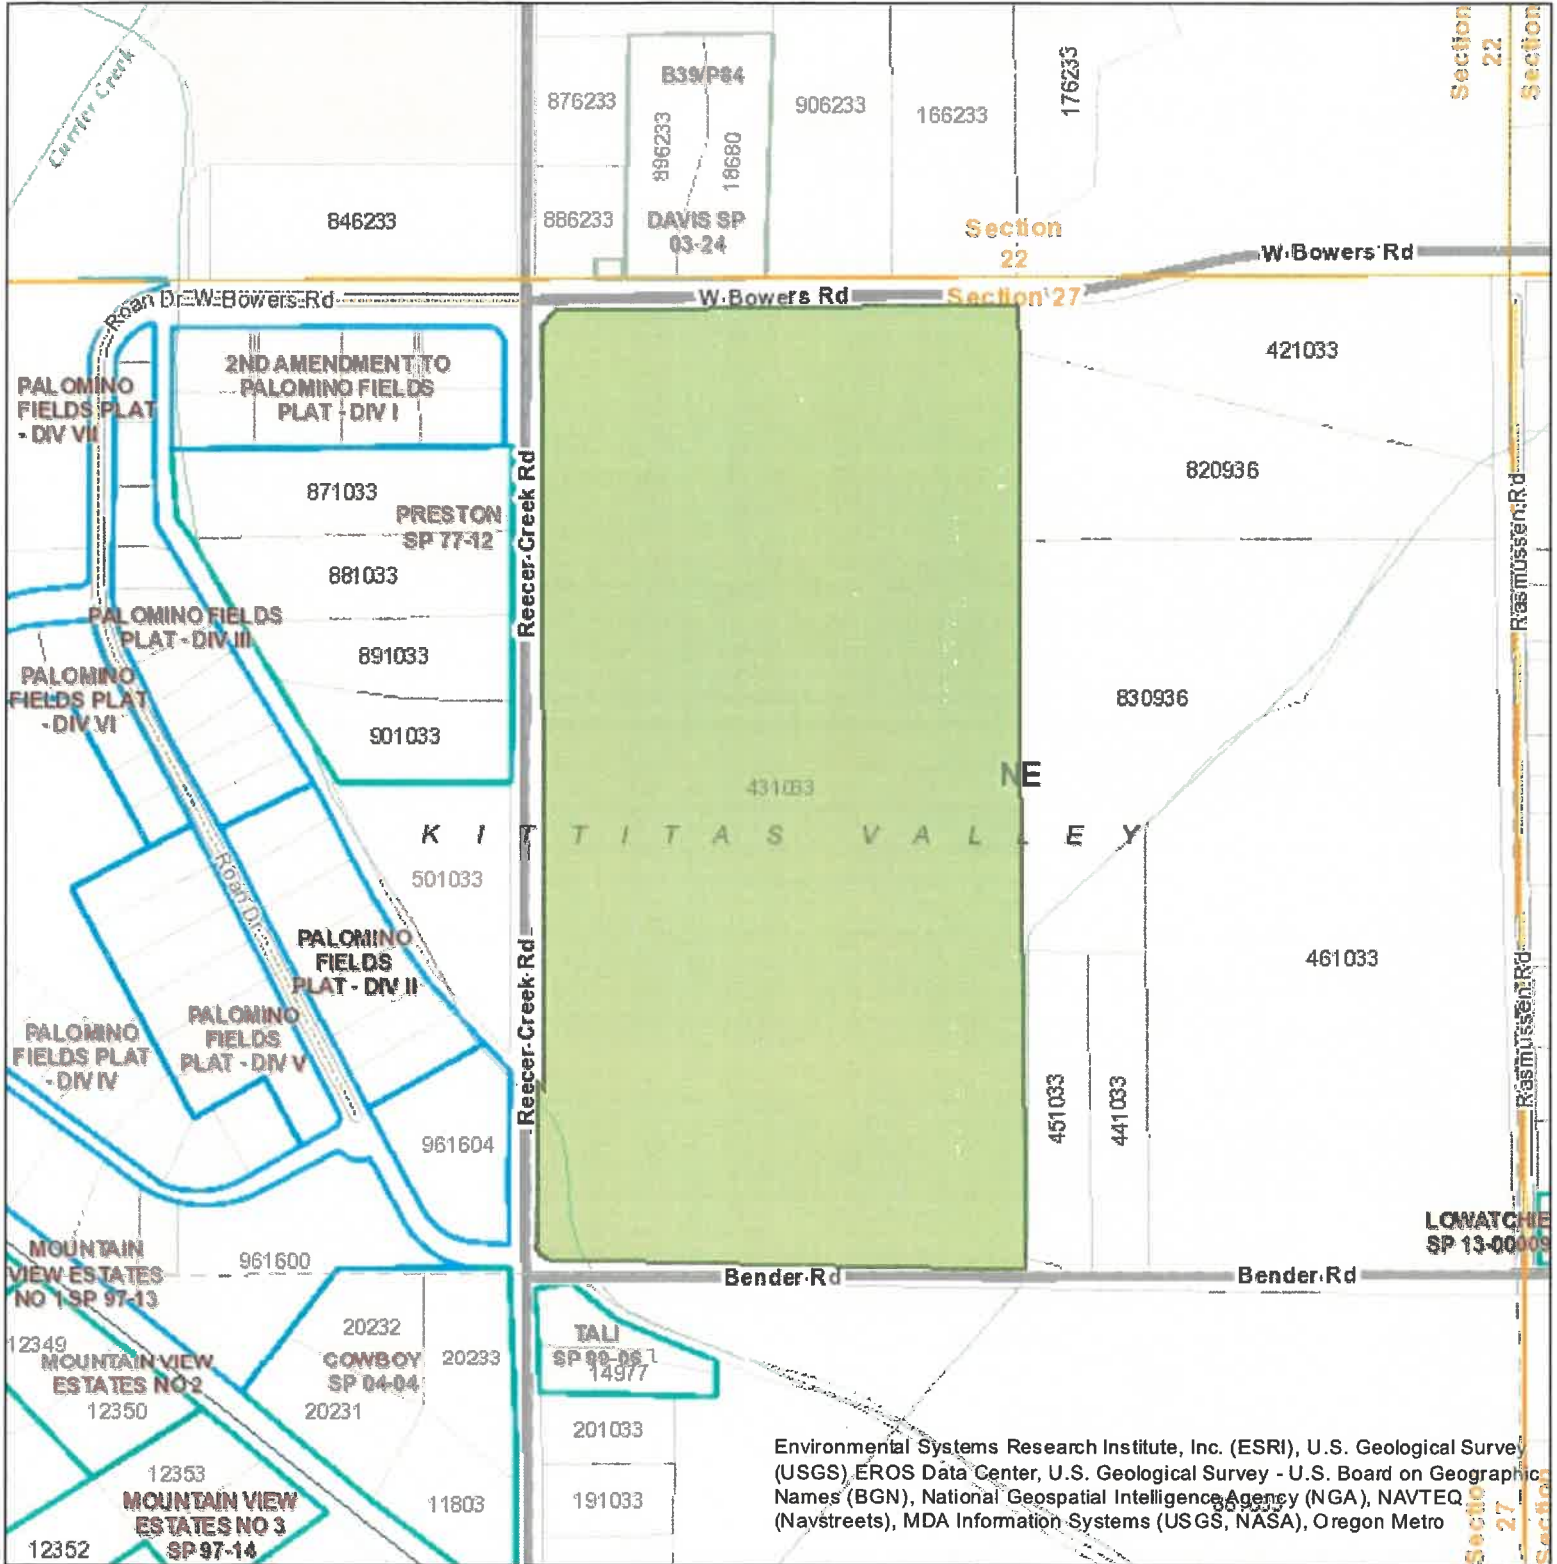 Currier Creek
876233
B39/P84
896233
18680
906233
166233
176233
Section
22
Section
846233
886233
DAVIS SP
03-24
Section
22
W Bowers Rd
Roan Dr
W Bowers Rd
W Bowers Rd
Section 27
2ND AMENDMENT TO
PALOMINO FIELDS
PLAT - DIV I
421033
PALOMINO
FIELDS PLAT
- DIV VII
820936
871033
PRESTON
SP 77-12
Reecer Creek Rd
Rasmussen Rd
881033
PALOMINO FIELDS
PLAT - DIV III
891033
PALOMINO
FIELDS PLAT
- DIV VI
830936
901033
431033
NE
KITTITAS VALLEY
501033
Roan Dr
PALOMINO
FIELDS
PLAT - DIV II
461033
Reecer Creek Rd
Rasmussen Rd
PALOMINO
FIELDS PLAT
- DIV IV
PALOMINO
FIELDS
PLAT - DIV V
451033
441033
961604
LOWATCHIE
SP 13-00009
MOUNTAIN
VIEW ESTATES
NO 1 SP 97-13
961600
Bender Rd
Bender Rd
12349
MOUNTAIN VIEW
ESTATES NO 2
12350
20232
COWBOY
SP 04-04
20233
20231
TALI
14977
201033
12353
MOUNTAIN VIEW
ESTATES NO 3
SP 97-14
12352
11803
191033
Environmental Systems Research Institute, Inc. (ESRI), U.S. Geological Survey
(USGS) EROS Data Center, U.S. Geological Survey - U.S. Board on Geographic
Names (BGN), National Geospatial Intelligence Agency (NGA), NAVTEQ
(Navstreets), MDA Information Systems (USGS, NASA), Oregon Metro
Section
27
Section